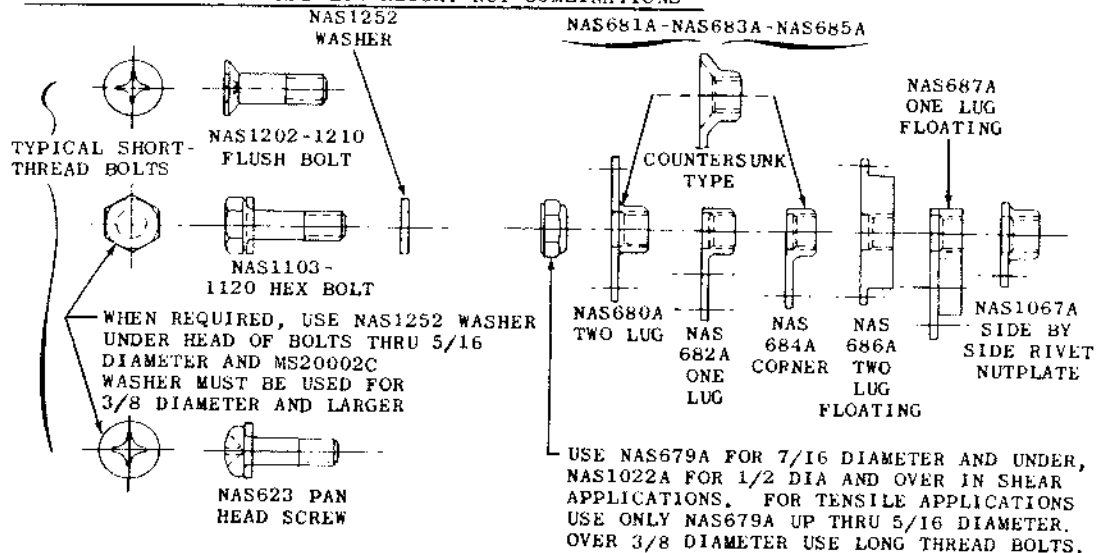 NAS1252
WASHER
NAS681A-NAS683A-NAS685A
NAS687A
ONE LUG
FLOATING
TYPICAL SHORT-
THREAD BOLTS
NAS1202-1210
FLUSH BOLT
COUNTERSUNK
TYPE
NAS1103-
1120 HEX BOLT
NAS680A
TWO LUG
NAS
682A
ONE
LUG
NAS
684A
CORNER
NAS
686A
TWO
LUG
FLOATING
NAS1067A
SIDE BY
SIDE RIVET
NUTPLATE
WHEN REQUIRED, USE NAS1252 WASHER
UNDER HEAD OF BOLTS THRU 5/16
DIAMETER AND MS20002C
WASHER MUST BE USED FOR
3/8 DIAMETER AND LARGER
NAS623 PAN
HEAD SCREW
USE NAS679A FOR 7/16 DIAMETER AND UNDER,
NAS1022A FOR 1/2 DIA AND OVER IN SHEAR
APPLICATIONS. FOR TENSILE APPLICATIONS
USE ONLY NAS679A UP THRU 5/16 DIAMETER.
OVER 3/8 DIAMETER USE LONG THREAD BOLTS.